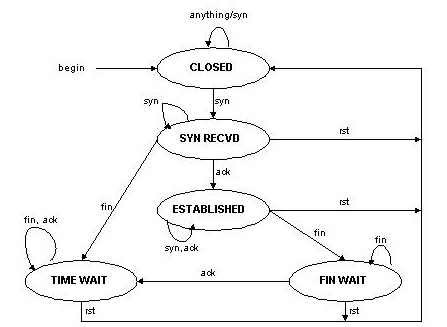 anything/syn
begin
CLOSED
syn
syn
SYN RECVD
rst
ack
fin
ESTABLISHED
rst
fin, ack
syn,ack
fin
fin
TIME WAIT
ack
FIN WAIT
rst
rst